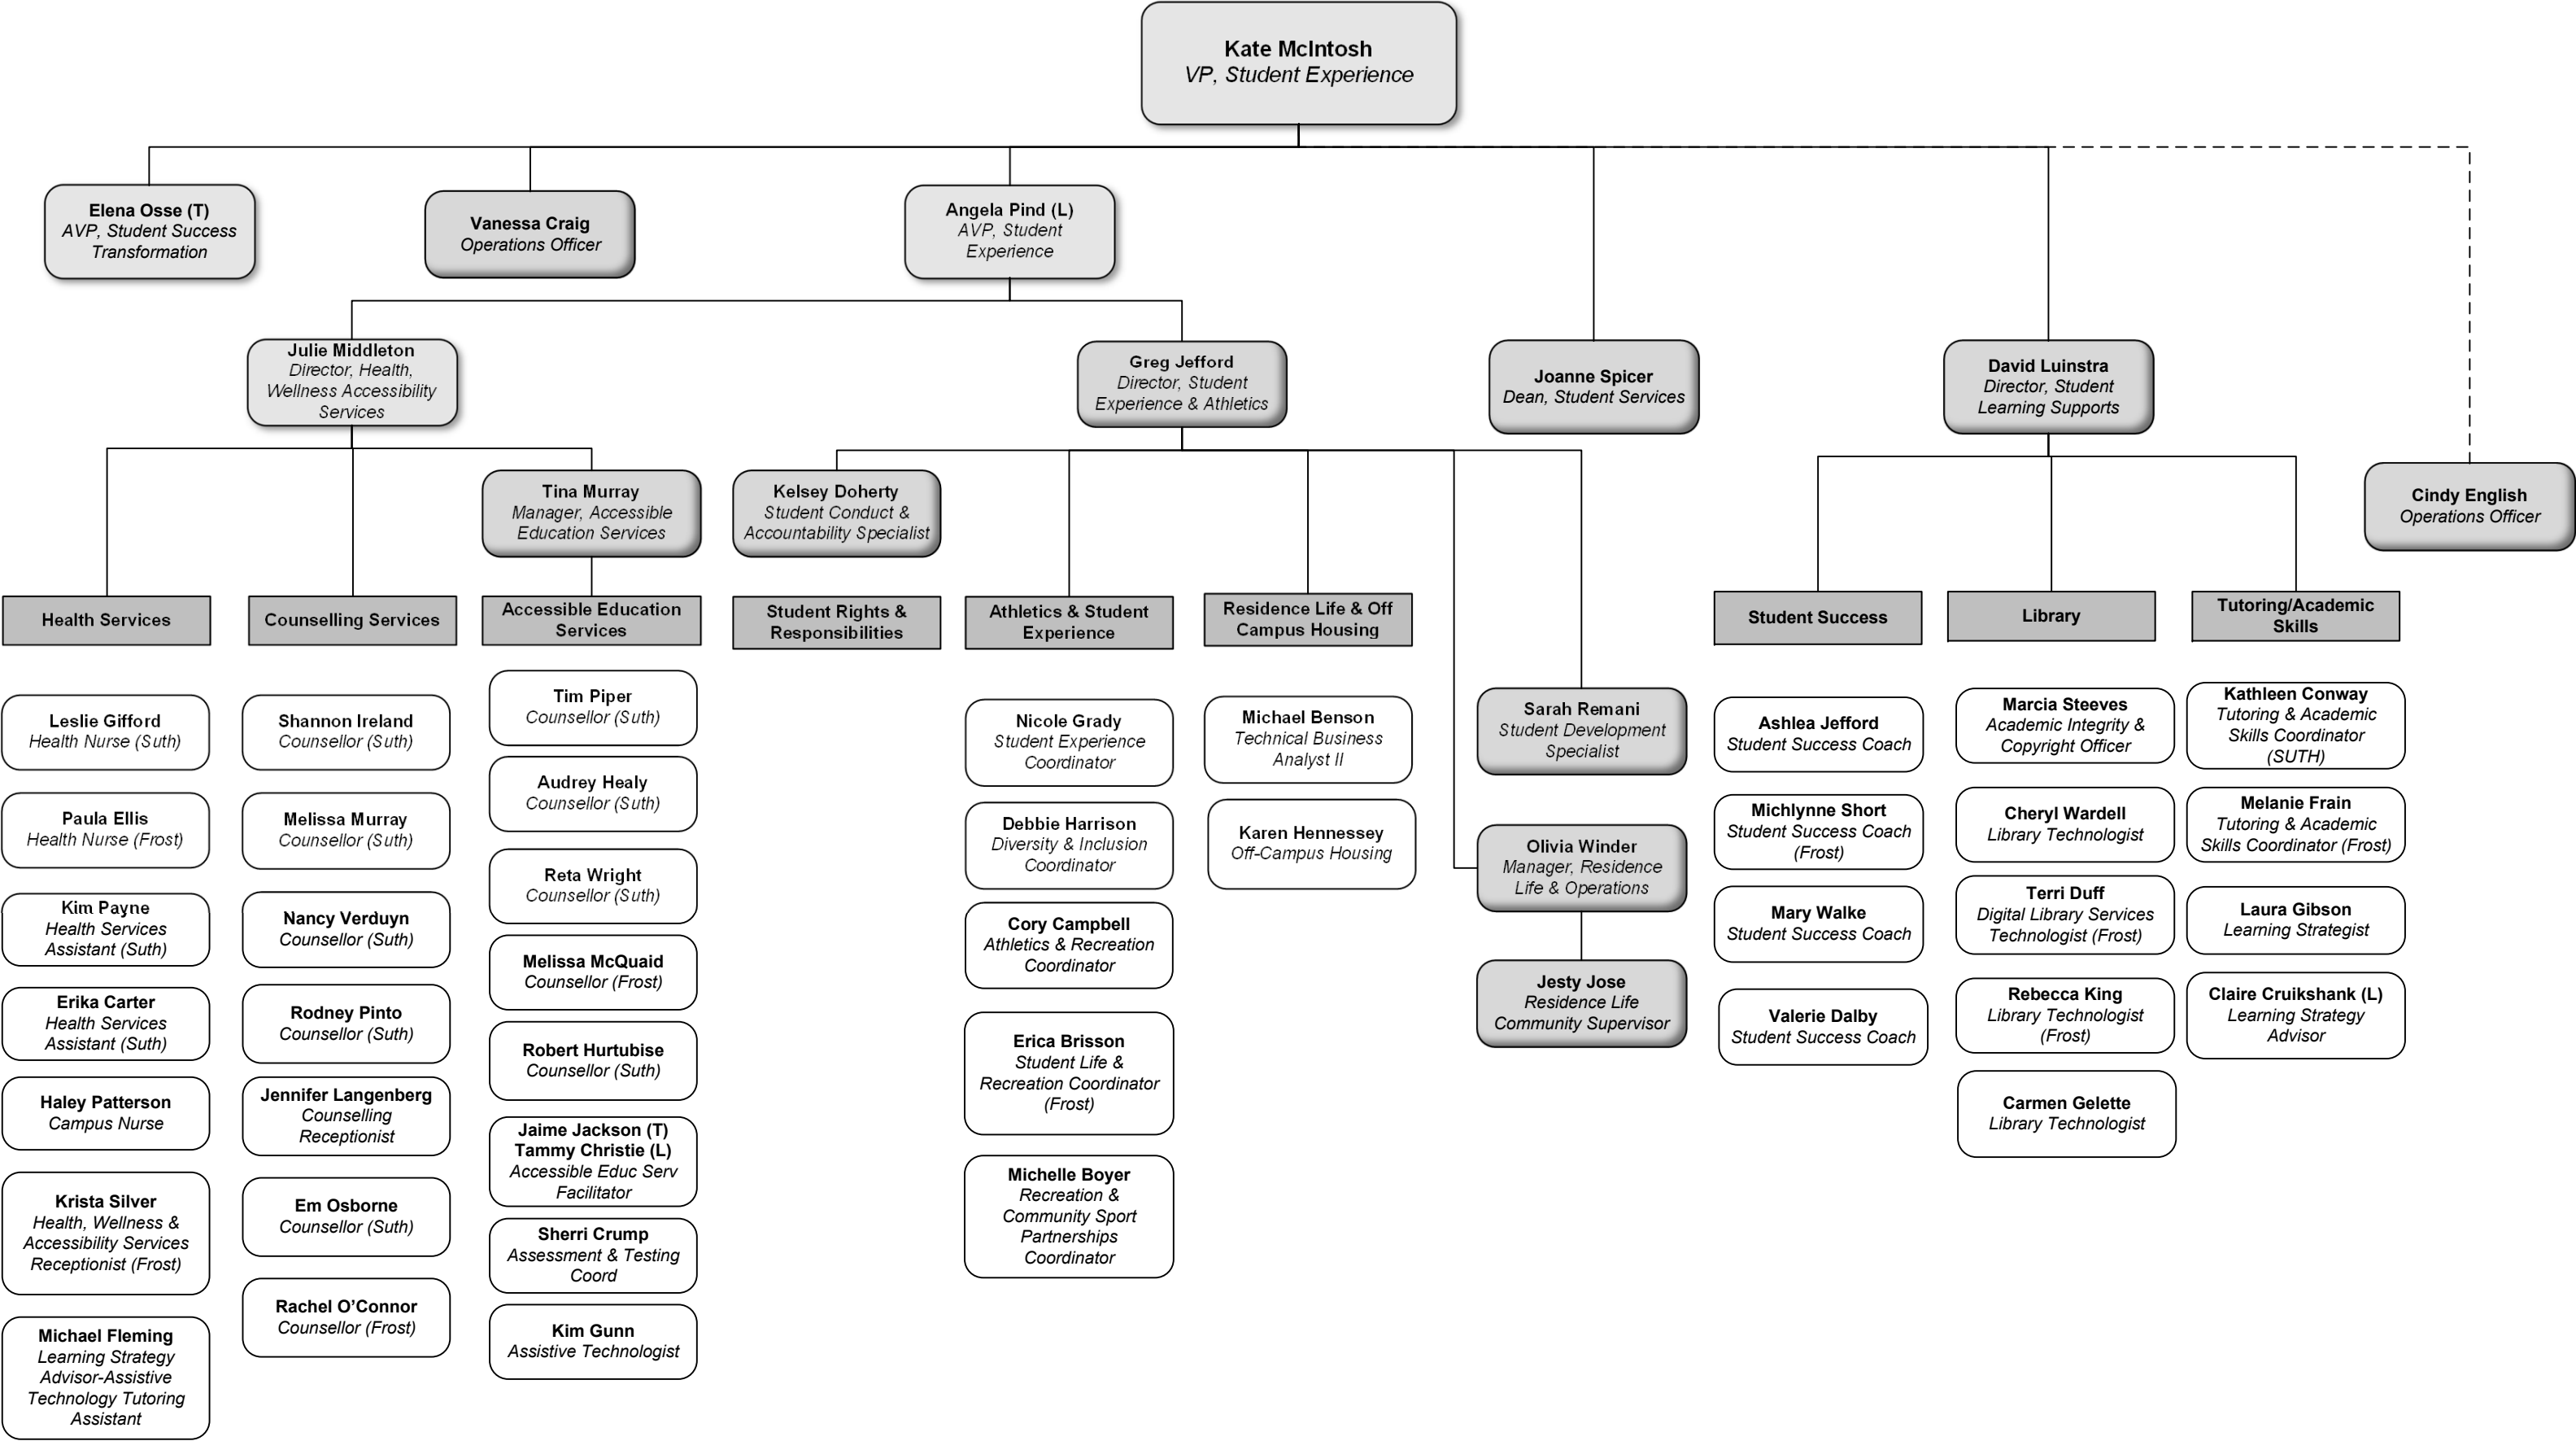 Kate McIntosh
VP, Student Experience
Elena Osse (T)
AVP, Student Success
Transformation
Vanessa Craig
Operations Officer
Angela Pind (L)
AVP, Student
Experience
Julie Middleton
Director, Health,
Wellness Accessibility
Services
Greg Jefford
Director, Student
Experience & Athletics
Joanne Spicer
Dean, Student Services
David Luinstra
Director, Student
Learning Supports
Cindy English
Operations Officer
Tina Murray
Manager, Accessible
Education Services
Kelsey Doherty
Student Conduct &
Accountability Specialist
Health Services
Leslie Gifford
Health Nurse (Suth)
Paula Ellis
Health Nurse (Frost)
Kim Payne
Health Services
Assistant (Suth)
Erika Carter
Health Services
Assistant (Suth)
Haley Patterson
Campus Nurse
Krista Silver
Health, Wellness &
Accessibility Services
Receptionist (Frost)
Michael Fleming
Learning Strategy
Advisor-Assistive
Technology Tutoring
Assistant
Counselling Services
Shannon Ireland
Counsellor (Suth)
Melissa Murray
Counsellor (Suth)
Nancy Verduyn
Counsellor (Suth)
Rodney Pinto
Counsellor (Suth)
Jennifer Langenberg
Counselling
Receptionist
Em Osborne
Counsellor (Suth)
Rachel O’Connor
Counsellor (Frost)
Accessible Education
Services
Tim Piper
Counsellor (Suth)
Audrey Healy
Counsellor (Suth)
Reta Wright
Counsellor (Suth)
Melissa McQuaid
Counsellor (Frost)
Robert Hurtubise
Counsellor (Suth)
Jaime Jackson (T)
Tammy Christie (L)
Accessible Educ Serv
Facilitator
Sherri Crump
Assessment & Testing
Coord
Kim Gunn
Assistive Technologist
Student Rights &
Responsibilities
Athletics & Student
Experience
Nicole Grady
Student Experience
Coordinator
Debbie Harrison
Diversity & Inclusion
Coordinator
Cory Campbell
Athletics & Recreation
Coordinator
Erica Brisson
Student Life &
Recreation Coordinator
(Frost)
Michelle Boyer
Recreation &
Community Sport
Partnerships
Coordinator
Residence Life & Off
Campus Housing
Michael Benson
Technical Business
Analyst II
Karen Hennessey
Off-Campus Housing
Sarah Remani
Student Development
Specialist
Olivia Winder
Manager, Residence
Life & Operations
Jesty Jose
Residence Life
Community Supervisor
Student Success
Ashlea Jefford
Student Success Coach
Michlynne Short
Student Success Coach
(Frost)
Mary Walke
Student Success Coach
Valerie Dalby
Student Success Coach
Library
Marcia Steeves
Academic Integrity &
Copyright Officer
Cheryl Wardell
Library Technologist
Terri Duff
Digital Library Services
Technologist (Frost)
Rebecca King
Library Technologist
(Frost)
Carmen Gelette
Library Technologist
Tutoring/Academic
Skills
Kathleen Conway
Tutoring & Academic
Skills Coordinator
(SUTH)
Melanie Frain
Tutoring & Academic
Skills Coordinator (Frost)
Laura Gibson
Learning Strategist
Claire Cruikshank (L)
Learning Strategy
Advisor